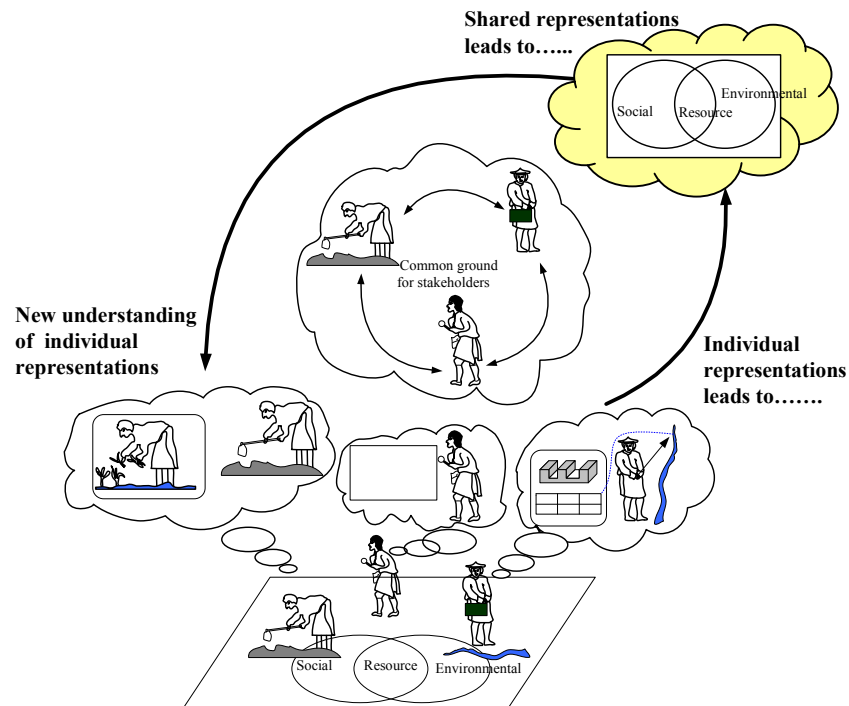 Shared representations
leads to…...
Social
Resource
Environmental
Common ground
for stakeholders
New understanding
of individual
representations
Individual
representations
leads to…….
Social
Resource
Environmental